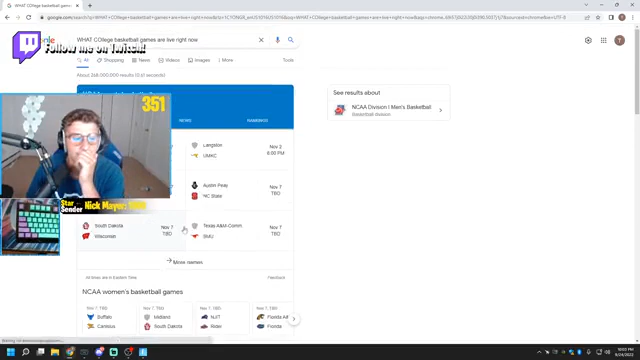 WHAT COllege basketball games are live right now
Follow me on Twitch!
All
Shopping
News
Videos
Images
More
Tools
About 268,000,000 results (0.61 seconds)
See results about
NCAA Division I Men's Basketball
Basketball division
NEWS
RANKINGS
351
Langston
UMKC
Nov 2
8:00 PM
Austin Peay
NC State
Nov 7
TBD
Star
Sender
Nick Mayer:
South Dakota
Wisconsin
Nov 7
TBD
Texas A&M-Comm
SMU
Nov 7
TBD
More games
All times are in Eastern Time
Feedback
NCAA women's basketball games
Nov 7, TBD
Buffalo
Canisius
Nov 7, TBD
Midland
South Dakota
Nov 7, TBD
NJIT
Rider
Nov 7, TBD
Florida A&
Florida
10:03 PM